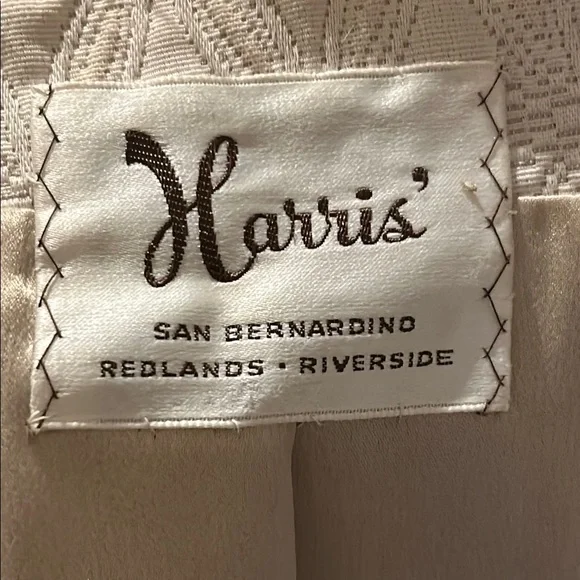 Harris'
SAN BERNARDINO
REDLANDS · RIVERSIDE